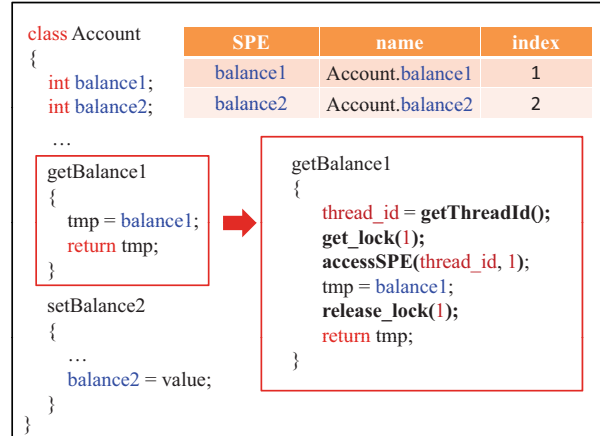 class Account
{
int balance1;
int balance2;
…
getBalance1
{
tmp = balance1;
return tmp;
}
setBalance2
{
…
balance2 = value;
}
}
SPE name index
balance1 Account.balance1 1
balance2 Account.balance2 2
getBalance1
{
thread_id = getThreadId();
get_lock(1);
accessSPE(thread_id, 1);
tmp = balance1;
release_lock(1);
return tmp;
}